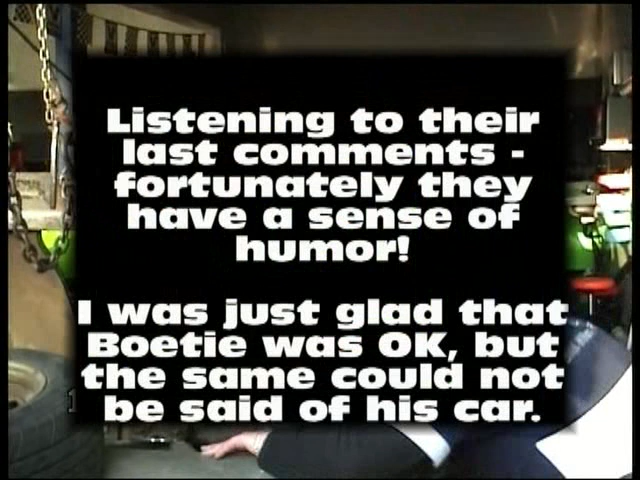 Listening to their
last comments -
fortunately they
have a sense of
humor!
I was just glad that
Boetie was OK, but
the same could not
be said of his car.